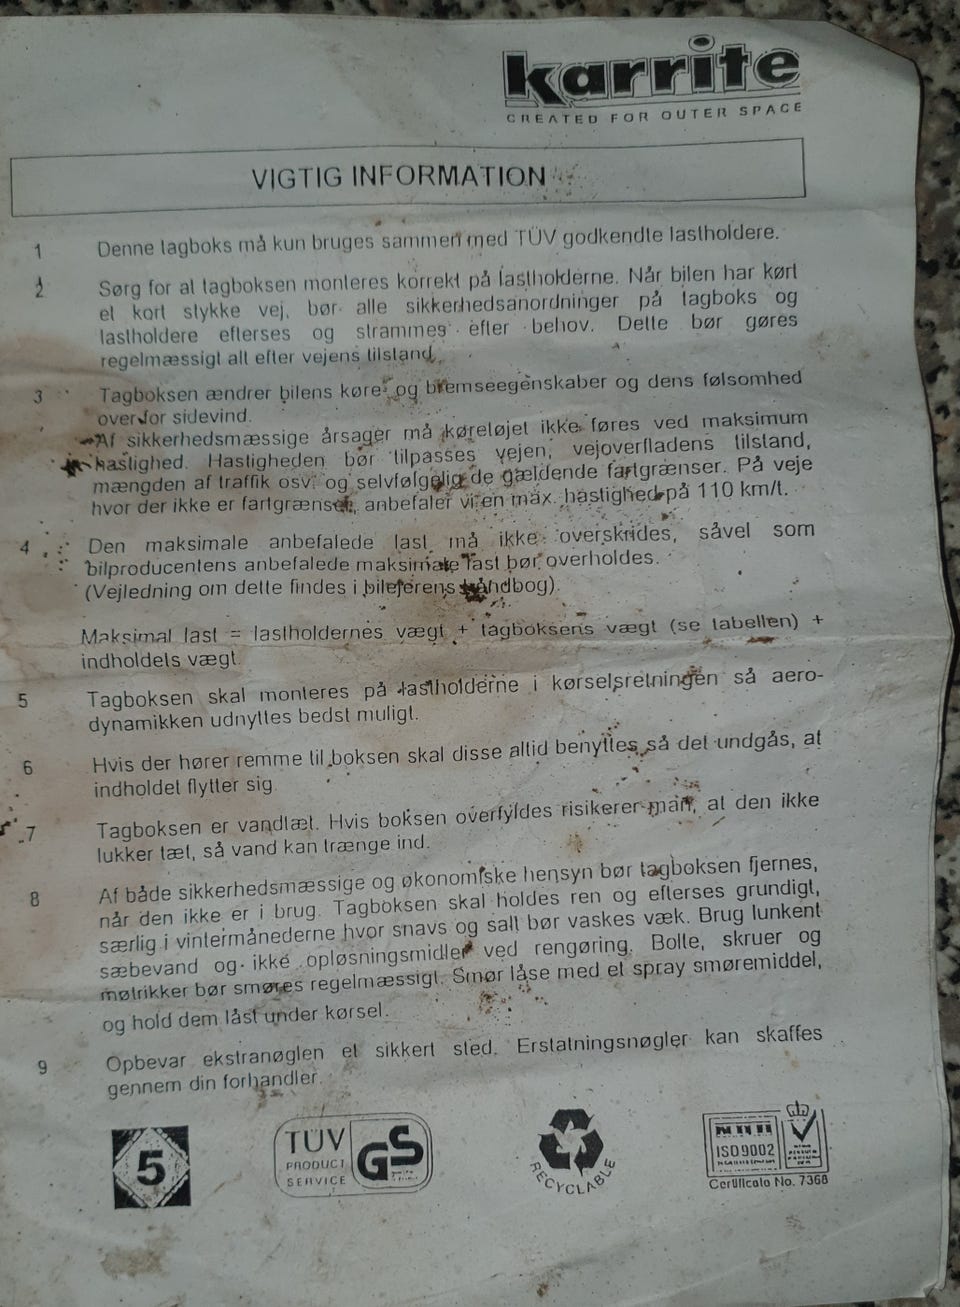 karrite
CREATED FOR OUTER SPACE
VIGTIG INFORMATION
1 Denne tagboks må kun bruges sammen med TÜV godkendte lastholdere.
2 Sørg for at tagboksen monteres korrekt på lastholderne. Når bilen har kørt
et kort stykke vej, bør alle sikkerhedsanordninger på tagboks og
lastholdere efterses og strammes efter behov. Dette bør gøres
regelmæssigt alt efter vejens tilstand.
3 Tagboksen ændrer bilens køre- og bremseegenskaber og dens følsomhed
overfor sidevind.
Af sikkerhedsmæssige årsager må køretøjet ikke føres ved maksimum
hastighed. Hastigheden bør tilpasses vejen, vejoverfladens tilstand,
mængden af traffik osv. og selvfølgelig de gældende fartgrænser. På veje
hvor der ikke er fartgrænser, anbefaler vi en max. hastighed på 110 km/t.
4 Den maksimale anbefalede last må ikke overskrides, såvel som
bilproducentens anbefalede maksimale last bør overholdes.
(Vejledning om dette findes i bilejerens håndbog).
Maksimal last = lastholdernes vægt + tagboksens vægt (se tabellen) +
indholdets vægt.
5 Tagboksen skal monteres på lastholderne i kørselsretningen så aero-
dynamikken udnyttes bedst muligt.
6 Hvis der hører remme til boksen skal disse altid benyttes så det undgås, at
indholdet flytter sig.
7 Tagboksen er vandtæt. Hvis boksen overfyldes risikerer man, at den ikke
lukker tæt, så vand kan trænge ind.
8 Af både sikkerhedsmæssige og økonomiske hensyn bør tagboksen fjernes,
når den ikke er i brug. Tagboksen skal holdes ren og efterses grundigt,
særlig i vintermånederne hvor snavs og salt bør vaskes væk. Brug lunkent
sæbevand og ikke opløsningsmidler ved rengøring. Bolte, skruer og
møtrikker bør smøres regelmæssigt. Smør låse med et spray smøremiddel,
og hold dem låst under kørsel.
9 Opbevar ekstranøglen et sikkert sted. Erstatningsnøgler kan skaffes
gennem din forhandler.
5
TÜV
PRODUCT
SERVICE
GS
RECYCLABLE
ISO9002
Certificate No. 7368